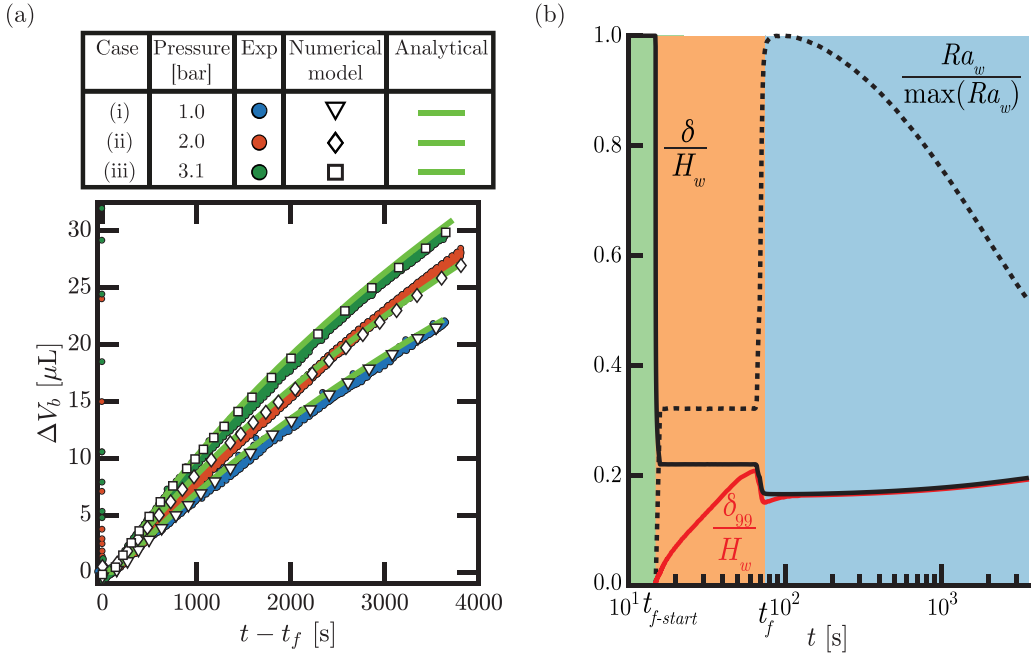 (a)
Case Pressure [bar] Exp Numerical model Analytical
(i) 1.0
(ii) 2.0
(iii) 3.1
30
25
20
15
10
5
0
ΔV_b [µL]
0 1000 2000 3000 4000
t − t_f [s]
(b)
1.0
0.8
0.6
0.4
0.2
0.0
δ/H_w
Ra_w/max(Ra_w)
δ_99/H_w
10^1 t_f-start t_f 10^2 10^3
t [s]